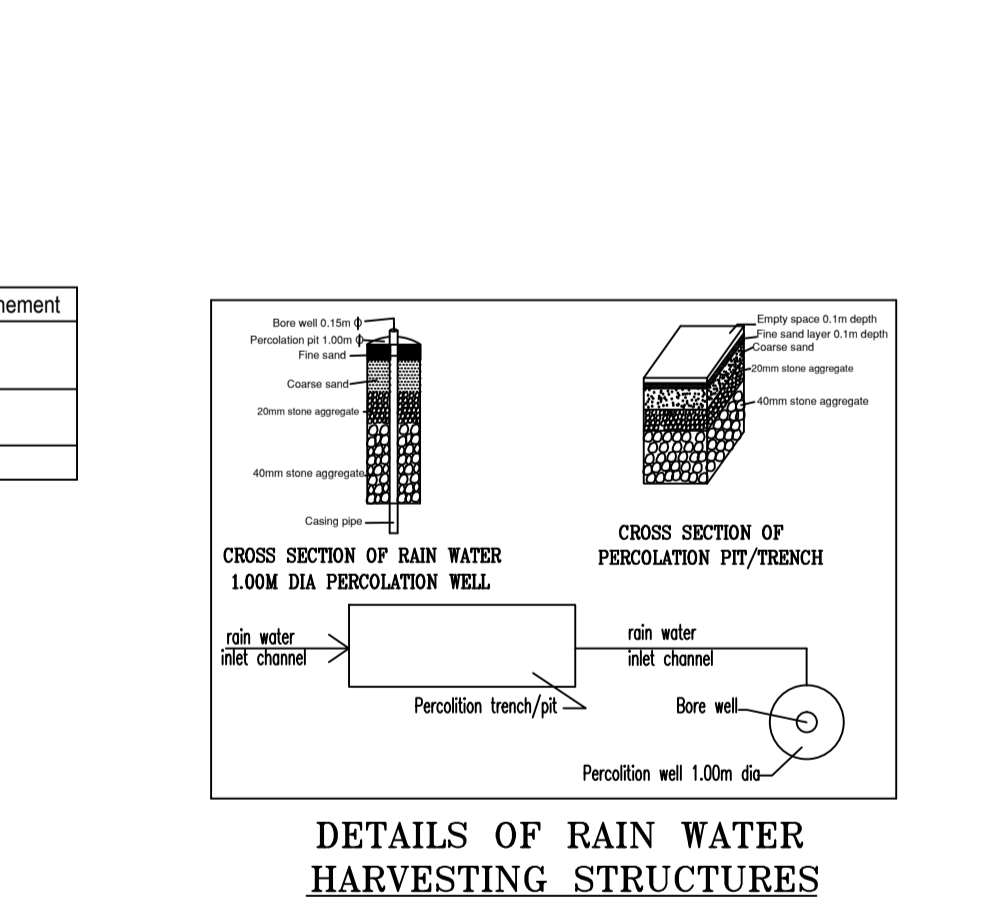 Bore well 0.15m ϕ
Percolation pit 1.00m ϕ
Fine sand
Coarse sand
20mm stone aggregate
40mm stone aggregate
Casing pipe
CROSS SECTION OF RAIN WATER
1.00M DIA PERCOLATION WELL
Empty space 0.1m depth
Fine sand layer 0.1m depth
Coarse sand
20mm stone aggregate
40mm stone aggregate
CROSS SECTION OF
PERCOLATION PIT/TRENCH
rain water
inlet channel
Percolition trench/pit
rain water
inlet channel
Bore well
Percolition well 1.00m dia
DETAILS OF RAIN WATER
HARVESTING STRUCTURES